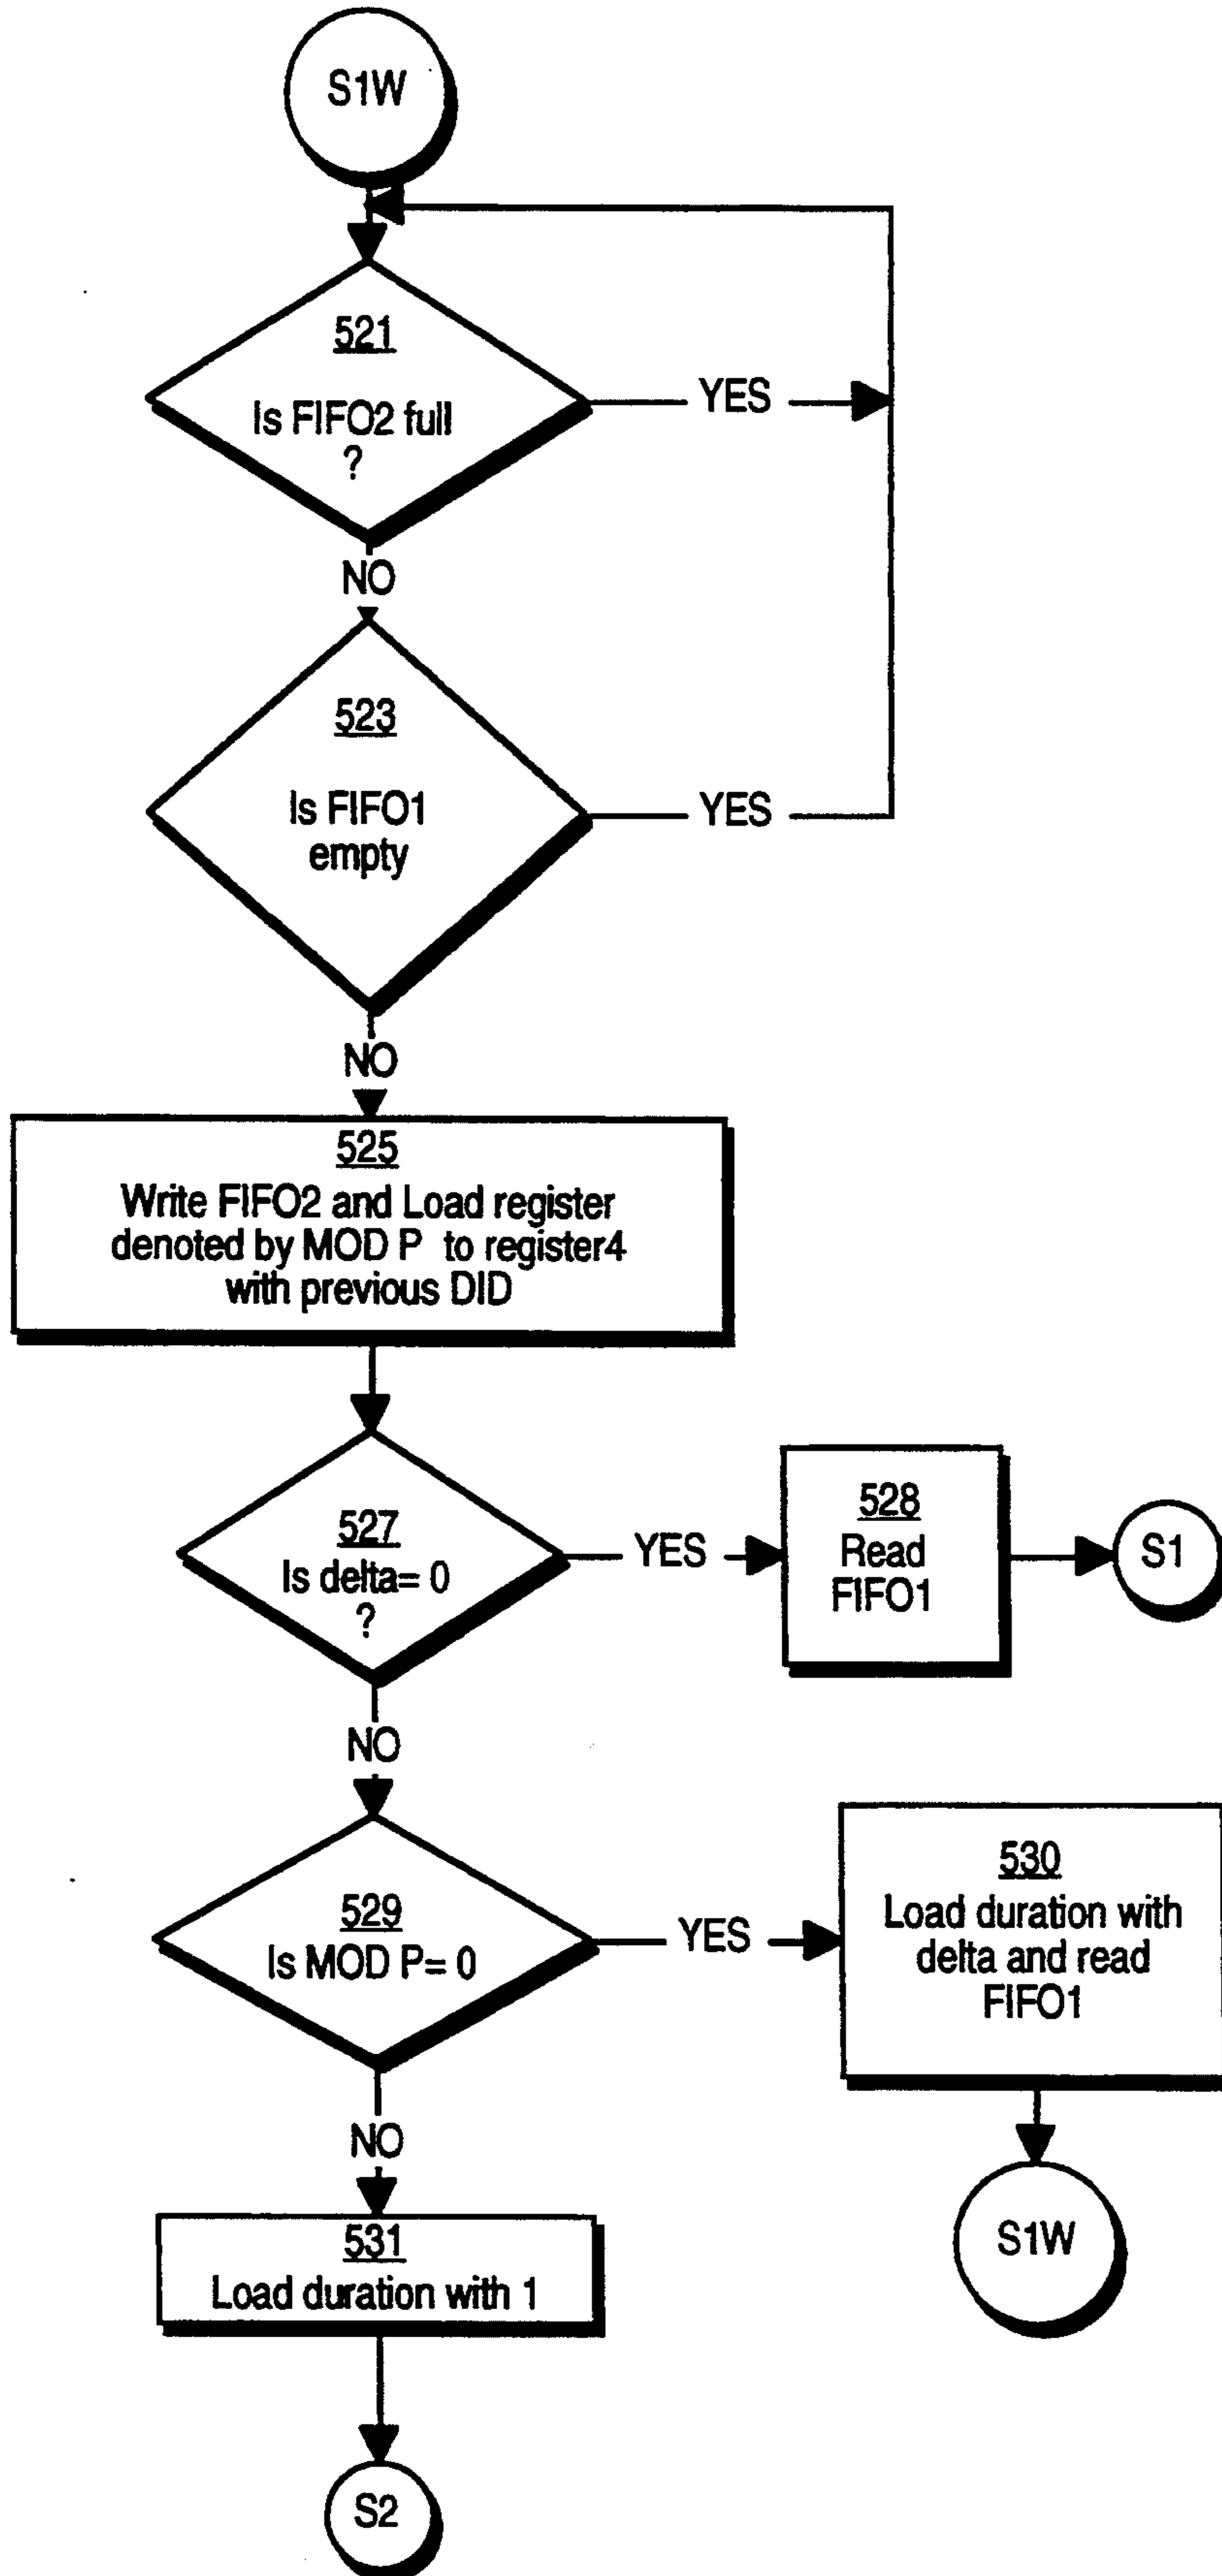 S1W
521
Is FIFO2 full
?
YES
NO
523
Is FIFO1
empty
YES
NO
525
Write FIFO2 and Load register
denoted by MOD P to register4
with previous DID
527
Is delta= 0
?
YES
528
Read
FIFO1
S1
NO
529
Is MOD P= 0
YES
530
Load duration with
delta and read
FIFO1
NO
S1W
531
Load duration with 1
S2